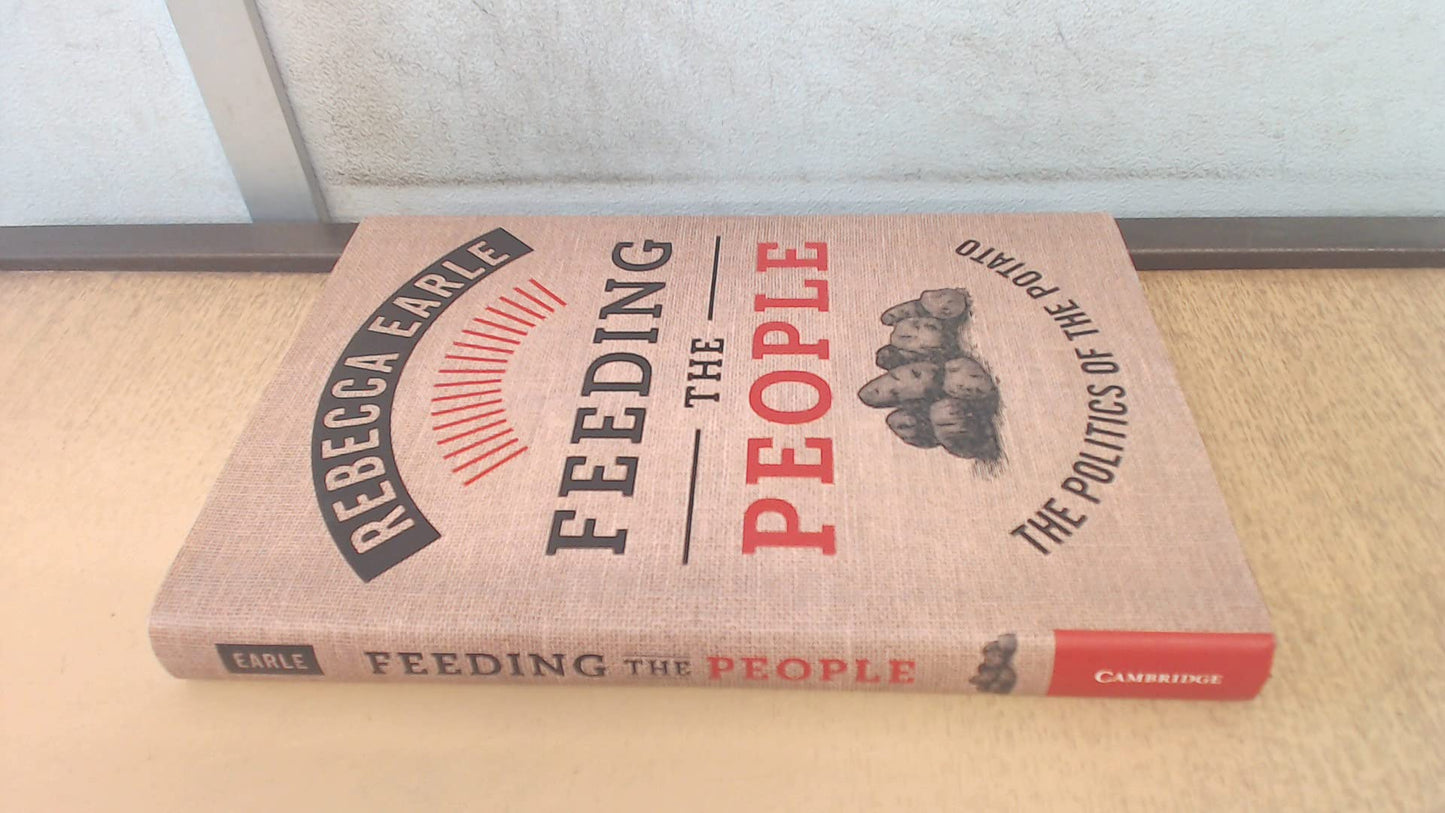 REBECCA EARLE
FEEDING
THE
PEOPLE
THE POLITICS OF THE POTATO
EARLE
FEEDING THE PEOPLE
CAMBRIDGE